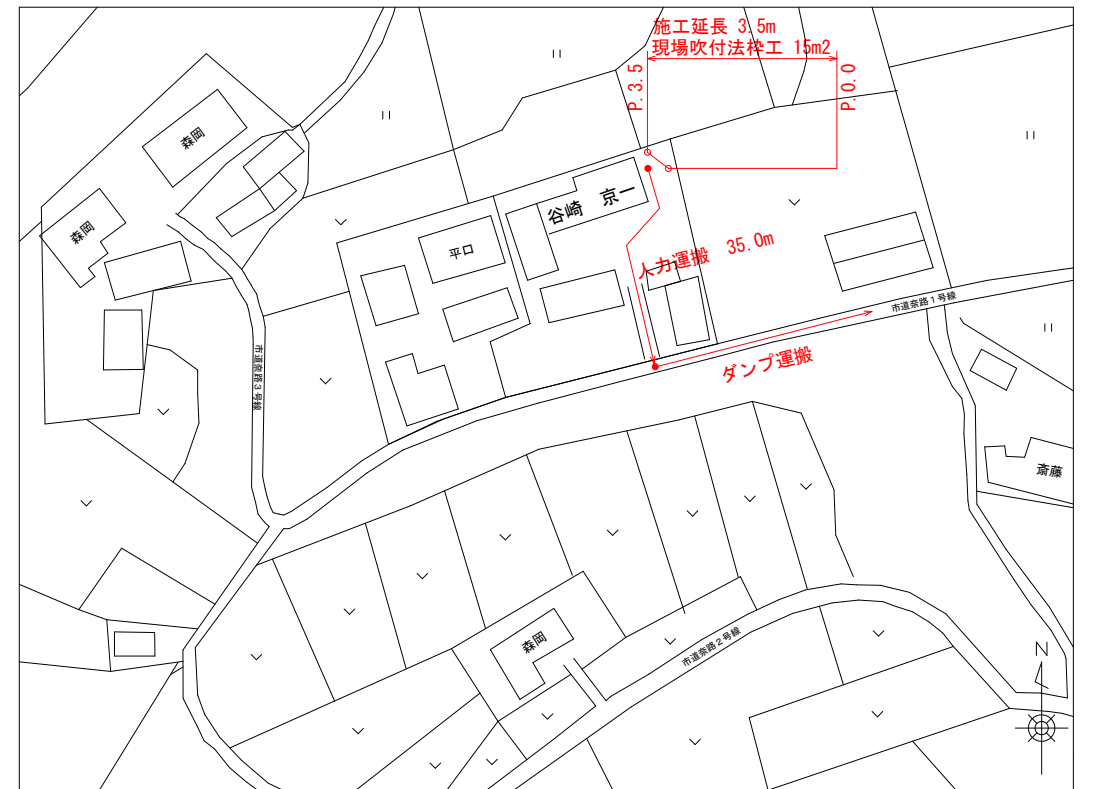 施工延長 3.5m
現場吹付法枠工 15m2
P.3.5
P.0.0
森岡
森岡
谷崎 京一
平口
人力運搬 35.0m
市道奈路1号線
ダンプ運搬
市道奈路3号線
斎藤
森岡
市道奈路2号線
N